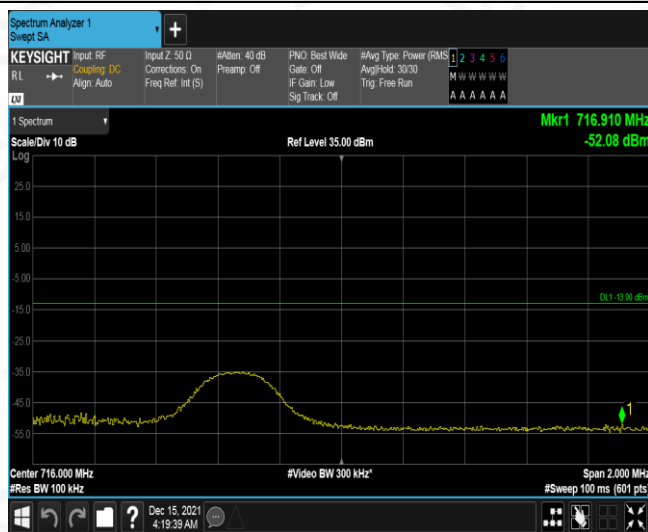 Spectrum Analyzer 1
Swept SA
+
KEYSIGHT Input: RF Input Z: 50 Ω #Atten: 40 dB PNO: Best Wide #Avg Type: Power (RMS 1 2 3 4 5 6
RL Coupling: DC Corrections: On Preamp: Off Gate: Off Avg|Hold: 30/30 M W W W W W
Align: Auto Freq Ref: Int (S) IF Gain: Low Trig: Free Run
Sig Track: Off A A A A A A
1 Spectrum Mkr1 716.910 MHz
Scale/Div 10 dB Ref Level 35.00 dBm -52.08 dBm
Log
25.0
15.0
5.00
-5.00
DL1 -13.00 dBm
-15.0
-25.0
-35.0
-45.0
1
-55.0
Center 716.000 MHz #Video BW 300 kHz* Span 2.000 MHz
#Res BW 100 kHz #Sweep 100 ms (601 pts)
? Dec 15, 2021
4:19:39 AM